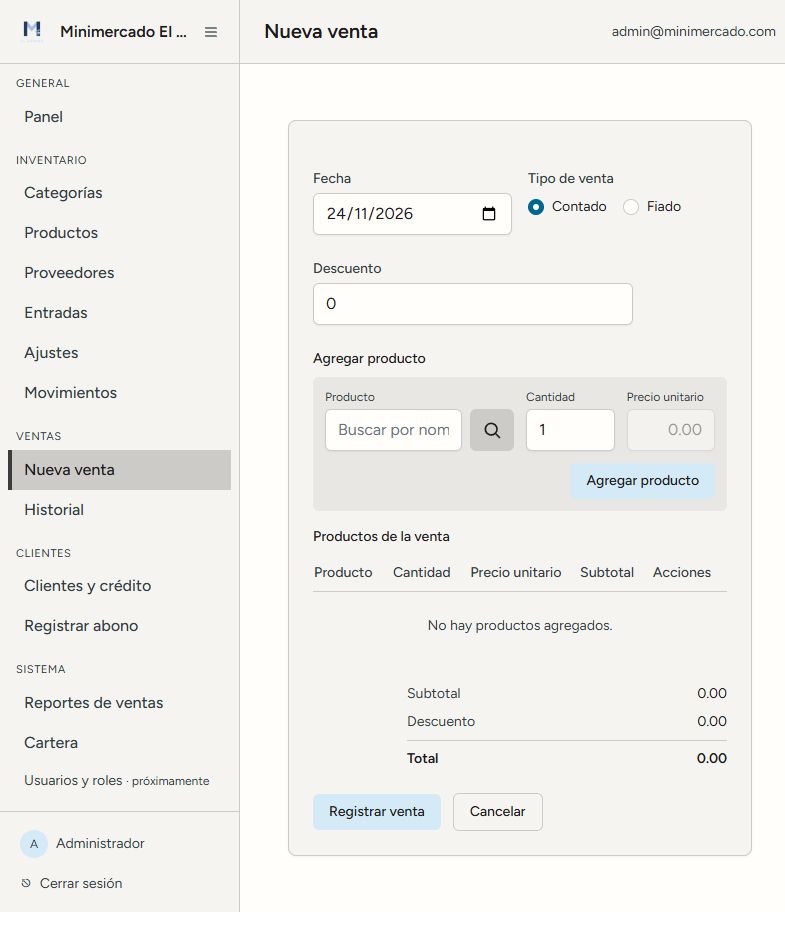 Minimercado El ...
Nueva venta
admin@minimercado.com
GENERAL
Panel
INVENTARIO
Categorías
Productos
Proveedores
Entradas
Ajustes
Movimientos
VENTAS
Nueva venta
Historial
CLIENTES
Clientes y crédito
Registrar abono
SISTEMA
Reportes de ventas
Cartera
Usuarios y roles · próximamente
A Administrador
Cerrar sesión
Fecha
24/11/2026
Tipo de venta
Contado Fiado
Descuento
0
Agregar producto
Producto Cantidad Precio unitario
Buscar por nom 1 0.00
Agregar producto
Productos de la venta
Producto Cantidad Precio unitario Subtotal Acciones
No hay productos agregados.
Subtotal 0.00
Descuento 0.00
Total 0.00
Registrar venta Cancelar